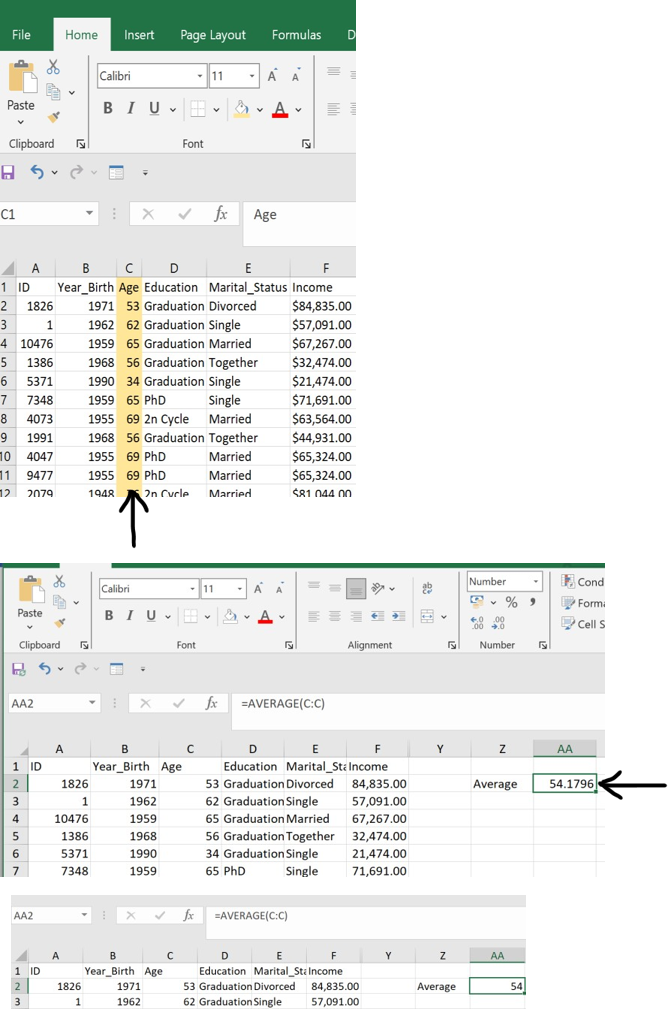 File Home Insert Page Layout Formulas D
Calibri 11 A A
Paste B I U A
Clipboard Font
C1 fx Age
A B C D E F
1 ID Year_Birth Age Education Marital_Status Income
2 1826 1971 53 Graduation Divorced $84,835.00
3 1 1962 62 Graduation Single $57,091.00
4 10476 1959 65 Graduation Married $67,267.00
5 1386 1968 56 Graduation Together $32,474.00
6 5371 1990 34 Graduation Single $21,474.00
7 7348 1959 65 PhD Single $71,691.00
8 4073 1955 69 2n Cycle Married $63,564.00
9 1991 1968 56 Graduation Together $44,931.00
10 4047 1955 69 PhD Married $65,324.00
11 9477 1955 69 PhD Married $65,324.00
12 2079 1948 2n Cycle Married $81,044.00
Calibri 11 A A ab Number Cond
Paste B I U A % , Forma
.00 .00 Cell S
Clipboard Font Alignment Number
AA2 fx =AVERAGE(C:C)
A B C D E F Y Z AA
1 ID Year_Birth Age Education Marital_Sta Income
2 1826 1971 53 Graduation Divorced 84,835.00 Average 54.1796
3 1 1962 62 Graduation Single 57,091.00
4 10476 1959 65 Graduation Married 67,267.00
5 1386 1968 56 Graduation Together 32,474.00
6 5371 1990 34 Graduation Single 21,474.00
7 7348 1959 65 PhD Single 71,691.00
AA2 fx =AVERAGE(C:C)
A B C D E F Y Z AA
1 ID Year_Birth Age Education Marital_Sta Income
2 1826 1971 53 Graduation Divorced 84,835.00 Average 54
3 1 1962 62 Graduation Single 57,091.00